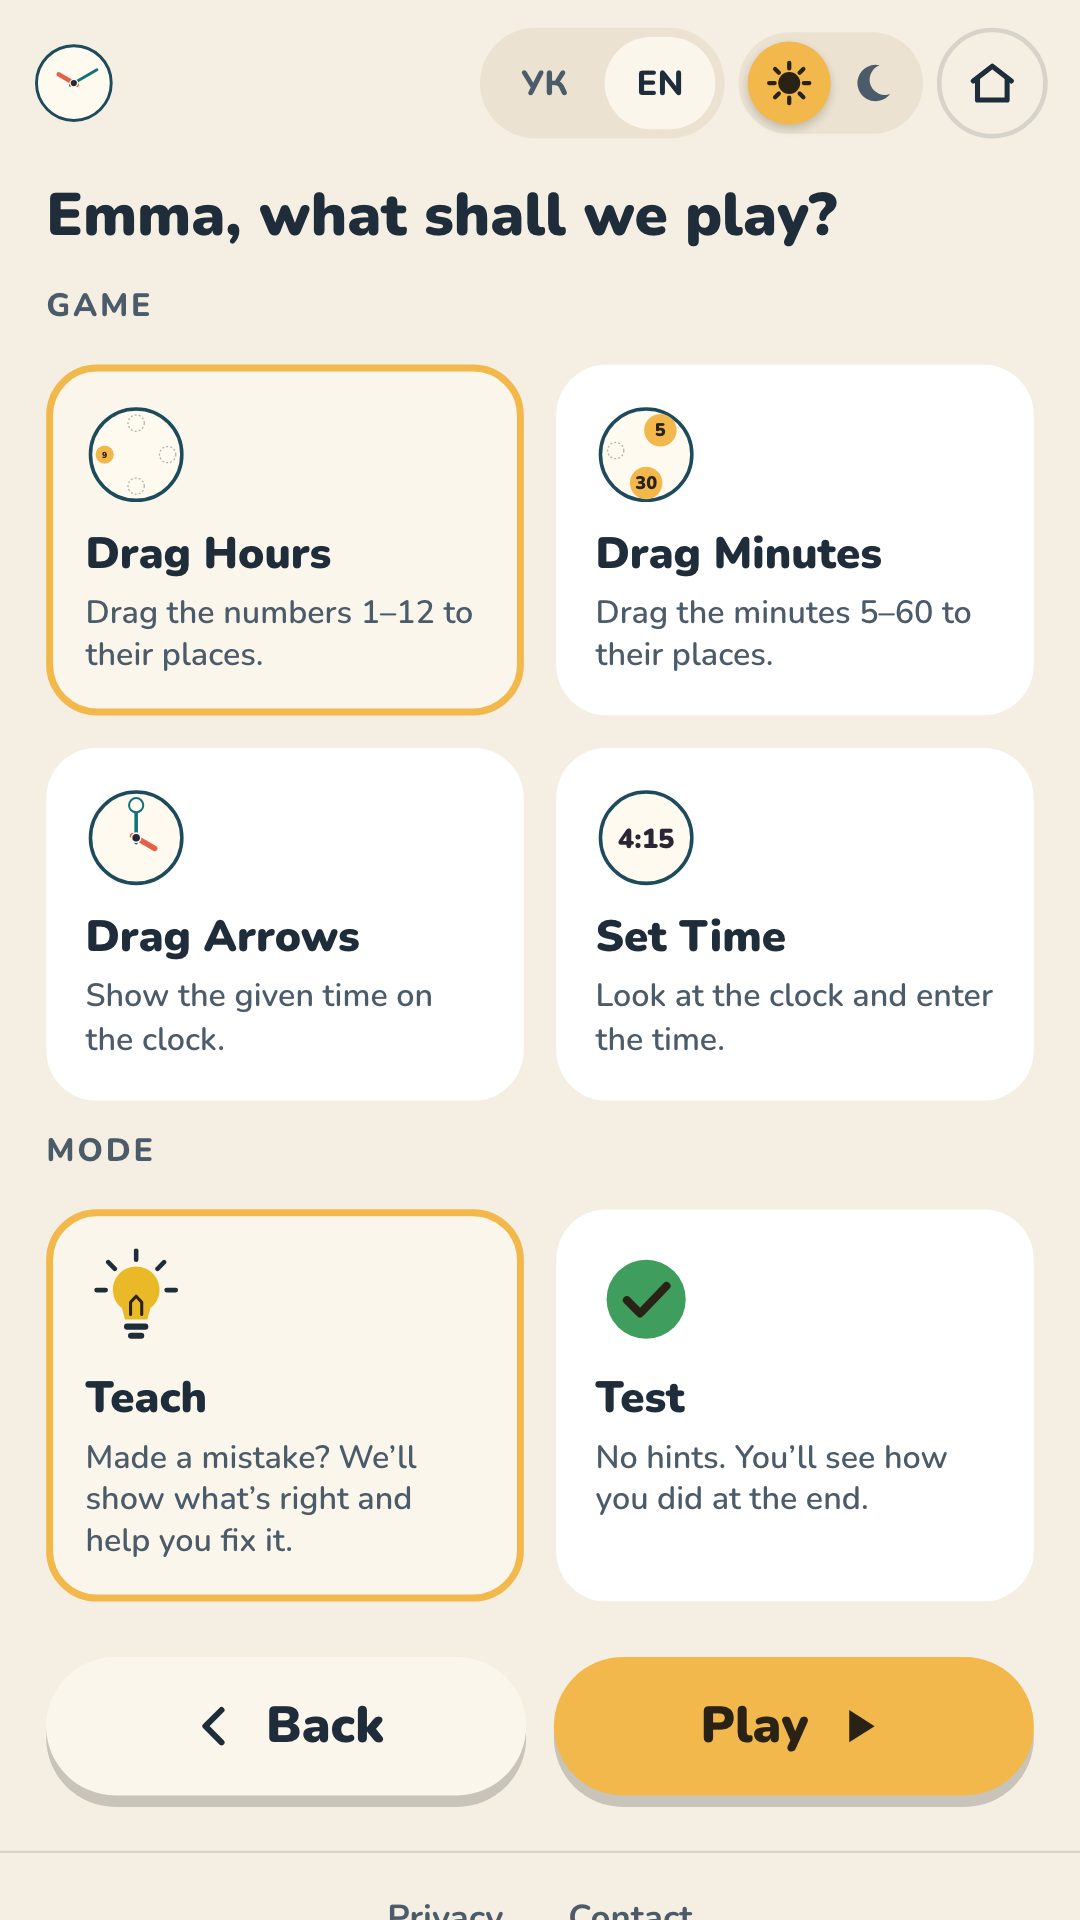 УК EN
Emma, what shall we play?
GAME
9
5
30
Drag Hours
Drag the numbers 1–12 to
their places.
Drag Minutes
Drag the minutes 5–60 to
their places.
4:15
Drag Arrows
Show the given time on
the clock.
Set Time
Look at the clock and enter
the time.
MODE
Teach
Made a mistake? We’ll
show what’s right and
help you fix it.
Test
No hints. You’ll see how
you did at the end.
Back
Play
Privacy Contact